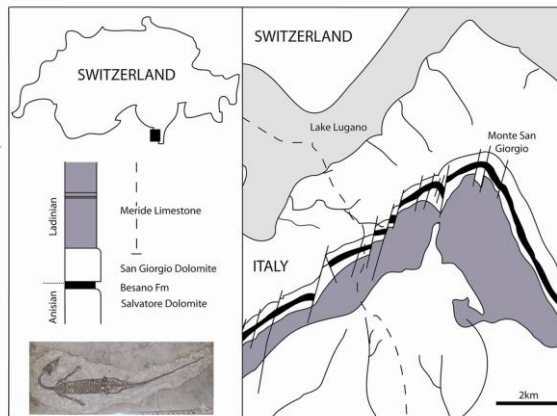 SWITZERLAND
Ladinian
Anisian
Meride Limestone
San Giorgio Dolomite
Besano Fm
Salvatore Dolomite
SWITZERLAND
Lake Lugano
Monte San
Giorgio
ITALY
2km